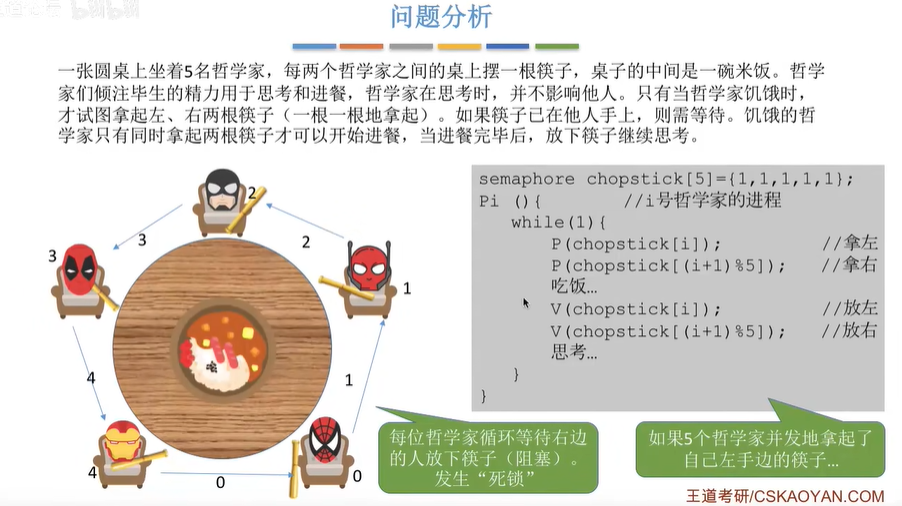 bilibili
问题分析
一张圆桌上坐着5名哲学家，每两个哲学家之间的桌上摆一根筷子，桌子的中间是一碗米饭。哲学
家们倾注毕生的精力用于思考和进餐，哲学家在思考时，并不影响他人。只有当哲学家饥饿时，
才试图拿起左、右两根筷子（一根一根地拿起）。如果筷子已在他人手上，则需等待。饥饿的哲
学家只有同时拿起两根筷子才可以开始进餐，当进餐完毕后，放下筷子继续思考。
2
3
2
3
1
4
1
4
0
0
semaphore chopstick[5]={1,1,1,1,1};
Pi (){ //i号哲学家的进程
while(1){
P(chopstick[i]); //拿左
P(chopstick[(i+1)%5]); //拿右
吃饭…
V(chopstick[i]); //放左
V(chopstick[(i+1)%5]); //放右
思考…
}
}
每位哲学家循环等待右边
的人放下筷子（阻塞）。
发生“死锁”
如果5个哲学家并发地拿起了
自己左手边的筷子…
王道考研/CSKAOYAN.COM